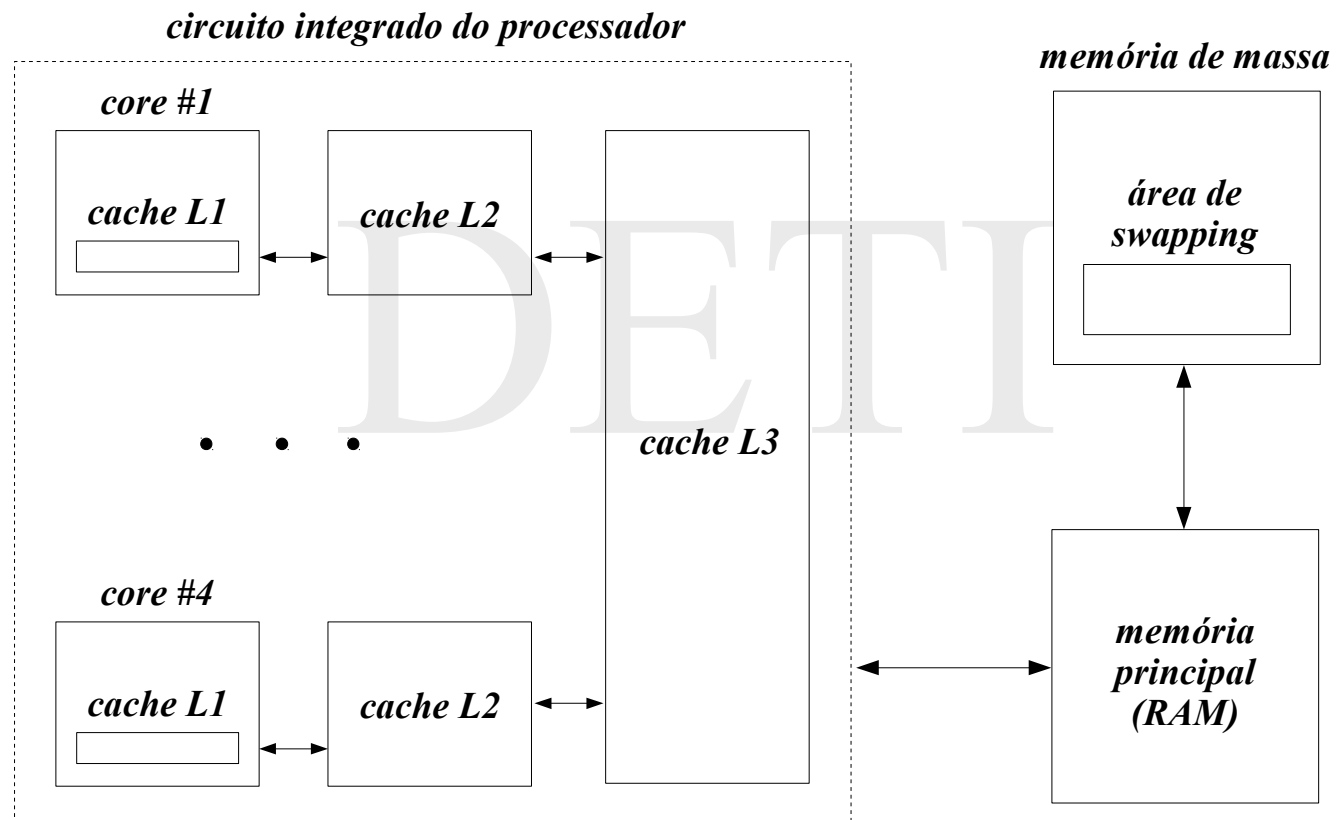 circuito integrado do processador
memória de massa
core #1
cache L1
cache L2
área de
swapping
DETI
cache L3
core #4
cache L1
cache L2
memória
principal
(RAM)